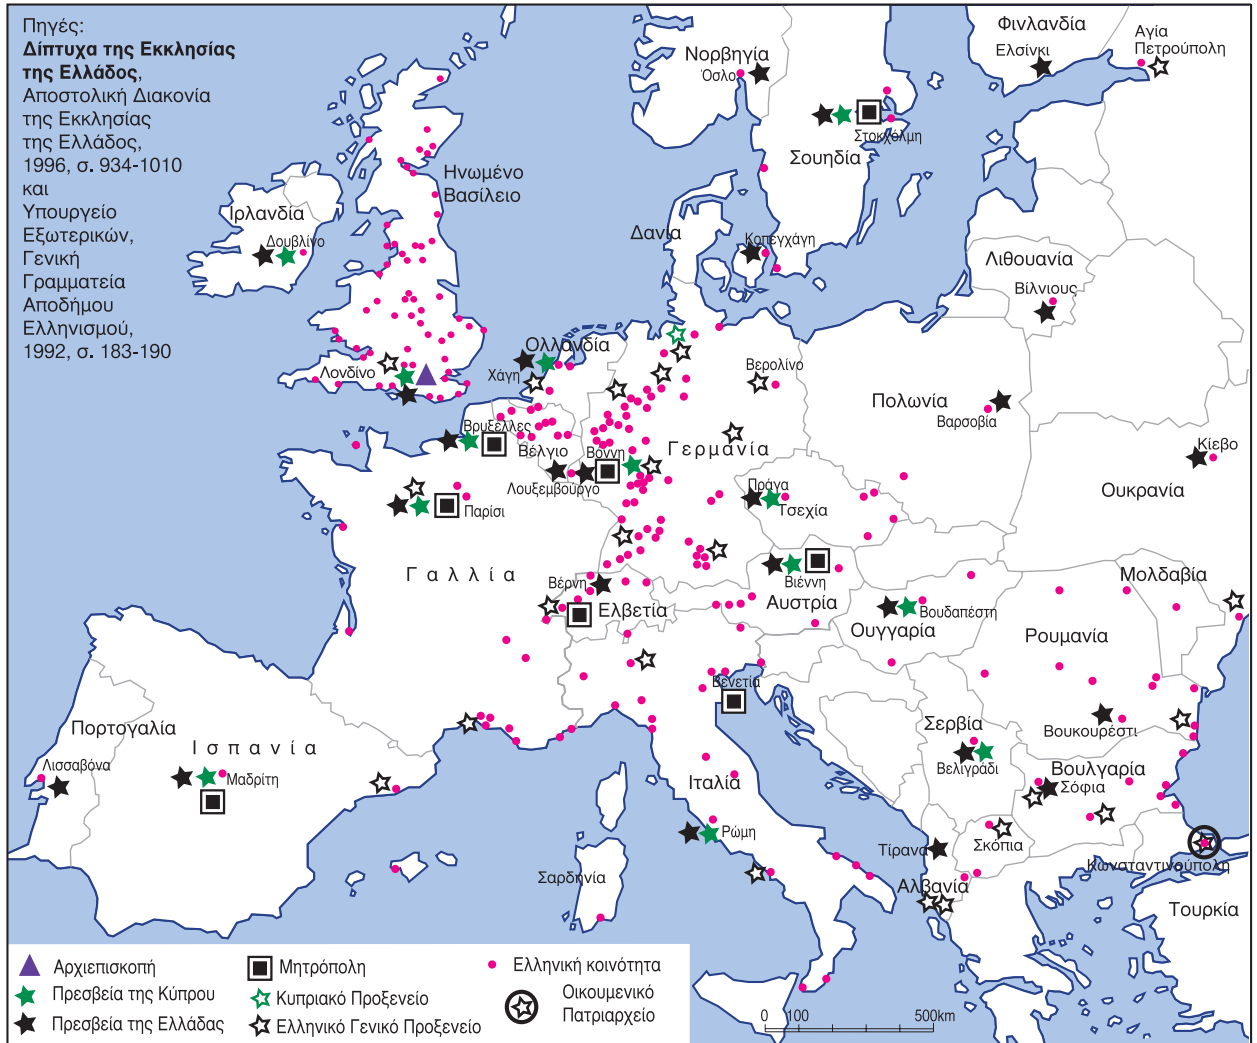 Πηγές:
Δίπτυχα της Εκκλησίας
της Ελλάδος,
Αποστολική Διακονία
της Εκκλησίας
της Ελλάδος,
1996, σ. 934-1010
και
Υπουργείο
Εξωτερικών,
Γενική
Γραμματεία
Αποδήμου
Ελληνισμού,
1992, σ. 183-190
Φινλανδία
Ελσίνκι
Αγία
Πετρούπολη
Νορβηγία
Όσλο
Στοκχόλμη
Σουηδία
Ηνωμένο
Βασίλειο
Ιρλανδία
Δουβλίνο
Δανία
Κοπεγχάγη
Λιθουανία
Βίλνιους
Ολλανδία
Χάγη
Λονδίνο
Βερολίνο
Πολωνία
Βαρσοβία
Βρυξέλλες
Βέλγιο
Βόννη
Γερμανία
Κίεβο
Λουξεμβούργο
Ουκρανία
Πράγα
Τσεχία
Παρίσι
Γαλλία
Βέρνη
Ελβετία
Βιέννη
Αυστρία
Μολδαβία
Βουδαπέστη
Ουγγαρία
Ρουμανία
Βενετία
Πορτογαλία
Ισπανία
Λισσαβόνα
Μαδρίτη
Σερβία
Βελιγράδι
Βουκουρέστι
Βουλγαρία
Σόφια
Ιταλία
Ρώμη
Τίρανα
Σκόπια
Κωνσταντινούπολη
Σαρδηνία
Αλβανία
Τουρκία
Αρχιεπισκοπή
Μητρόπολη
Ελληνική κοινότητα
Πρεσβεία της Κύπρου
Κυπριακό Προξενείο
Οικουμενικό
Πατριαρχείο
Πρεσβεία της Ελλάδας
Ελληνικό Γενικό Προξενείο
0 100 500km